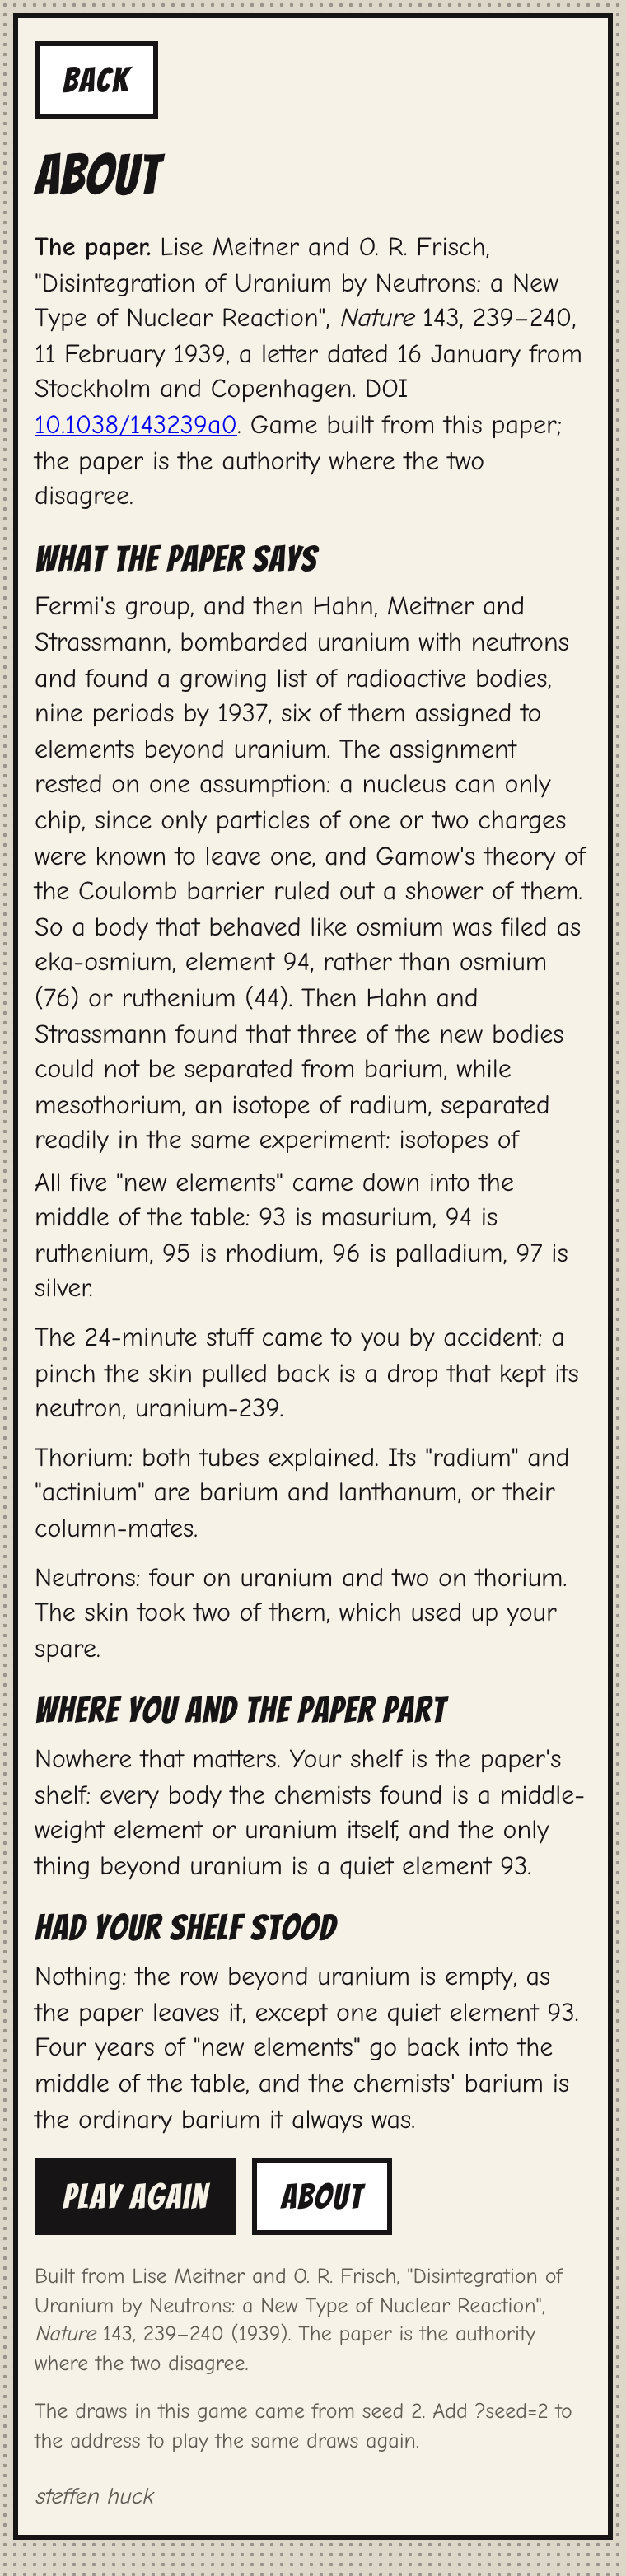 BACK
ABOUT
The paper. Lise Meitner and O. R. Frisch,
"Disintegration of Uranium by Neutrons: a New
Type of Nuclear Reaction", Nature 143, 239–240,
11 February 1939, a letter dated 16 January from
Stockholm and Copenhagen. DOI
10.1038/143239a0. Game built from this paper;
the paper is the authority where the two
disagree.
WHAT THE PAPER SAYS
Fermi's group, and then Hahn, Meitner and
Strassmann, bombarded uranium with neutrons
and found a growing list of radioactive bodies,
nine periods by 1937, six of them assigned to
elements beyond uranium. The assignment
rested on one assumption: a nucleus can only
chip, since only particles of one or two charges
were known to leave one, and Gamow's theory of
the Coulomb barrier ruled out a shower of them.
So a body that behaved like osmium was filed as
eka-osmium, element 94, rather than osmium
(76) or ruthenium (44). Then Hahn and
Strassmann found that three of the new bodies
could not be separated from barium, while
mesothorium, an isotope of radium, separated
readily in the same experiment: isotopes of
All five "new elements" came down into the
middle of the table: 93 is masurium, 94 is
ruthenium, 95 is rhodium, 96 is palladium, 97 is
silver.
The 24-minute stuff came to you by accident: a
pinch the skin pulled back is a drop that kept its
neutron, uranium-239.
Thorium: both tubes explained. Its "radium" and
"actinium" are barium and lanthanum, or their
column-mates.
Neutrons: four on uranium and two on thorium.
The skin took two of them, which used up your
spare.
WHERE YOU AND THE PAPER PART
Nowhere that matters. Your shelf is the paper's
shelf: every body the chemists found is a middle-
weight element or uranium itself, and the only
thing beyond uranium is a quiet element 93.
HAD YOUR SHELF STOOD
Nothing: the row beyond uranium is empty, as
the paper leaves it, except one quiet element 93.
Four years of "new elements" go back into the
middle of the table, and the chemists' barium is
the ordinary barium it always was.
PLAY AGAIN ABOUT
Built from Lise Meitner and O. R. Frisch, "Disintegration of
Uranium by Neutrons: a New Type of Nuclear Reaction",
Nature 143, 239–240 (1939). The paper is the authority
where the two disagree.
The draws in this game came from seed 2. Add ?seed=2 to
the address to play the same draws again.
steffen huck